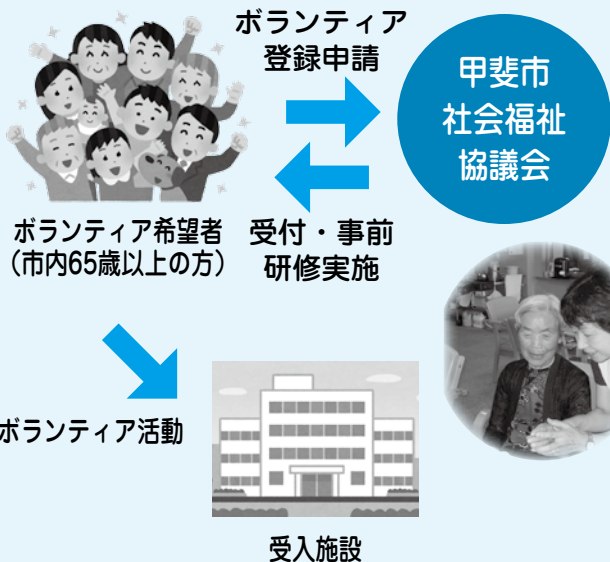 ボランティア
登録申請
甲斐市
社会福祉
協議会
ボランティア希望者
（市内65歳以上の方）
受付・事前
研修実施
ボランティア活動
受入施設